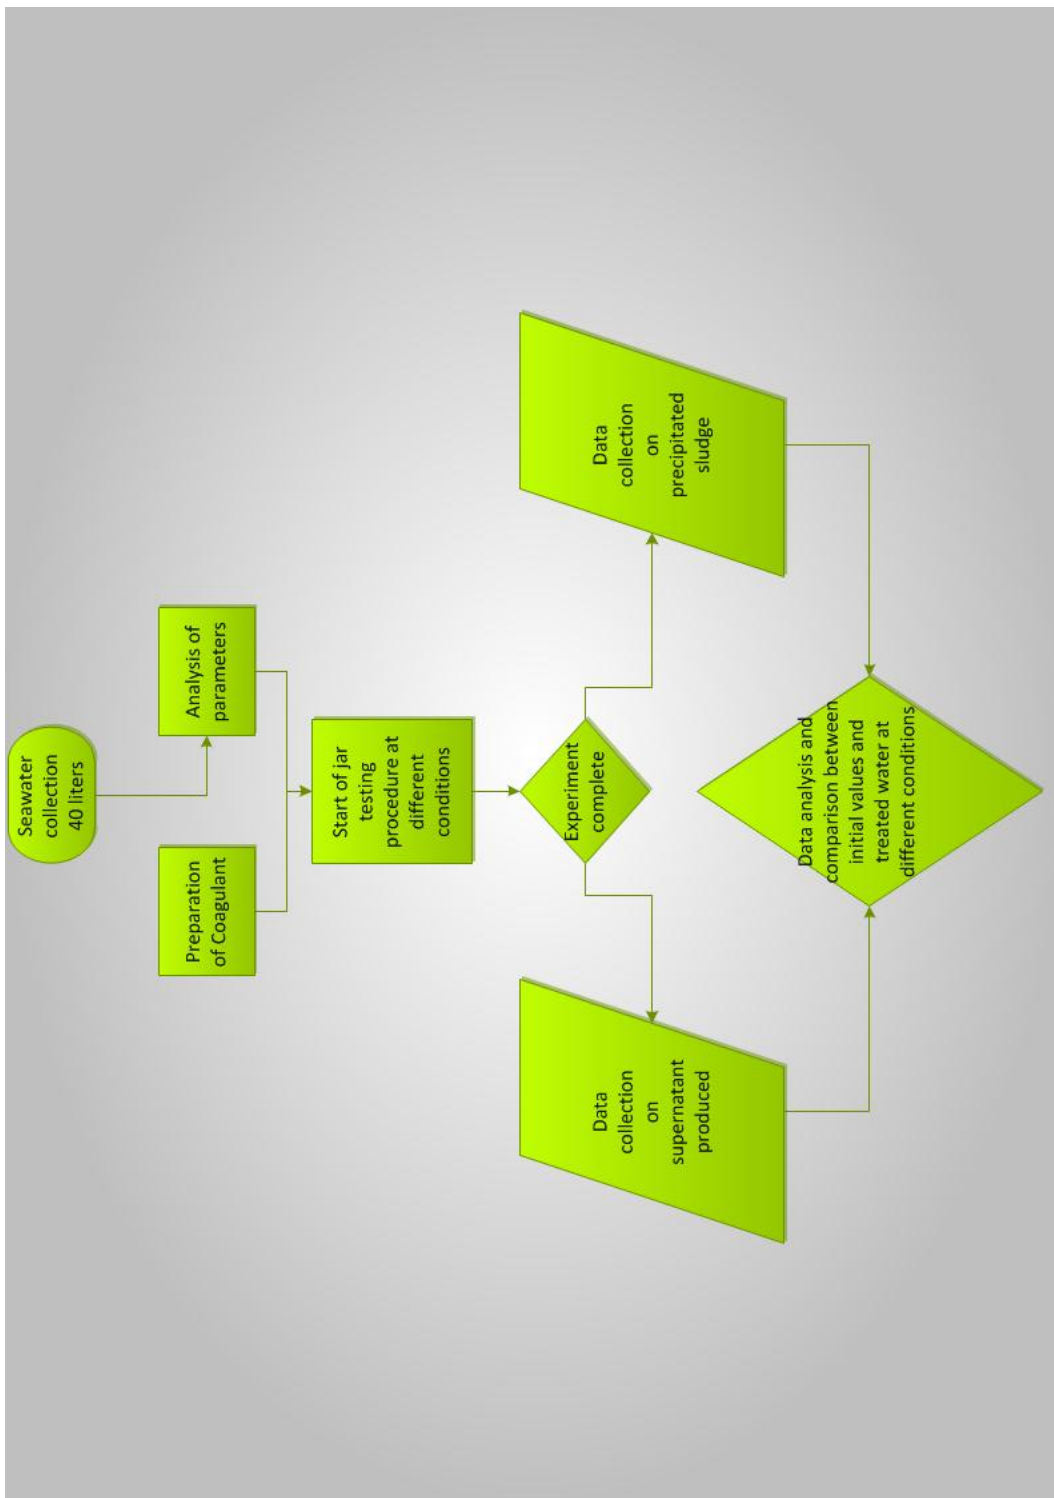 Seawater
collection
40 liters
Preparation
of Coagulant
Analysis of
parameters
Start of jar
testing
procedure at
different
conditions
Experiment
complete
Data
collection
on
supernatant
produced
Data
collection
on
precipitated
sludge
Data analysis and
comparison between
initial values and
treated water at
different conditions